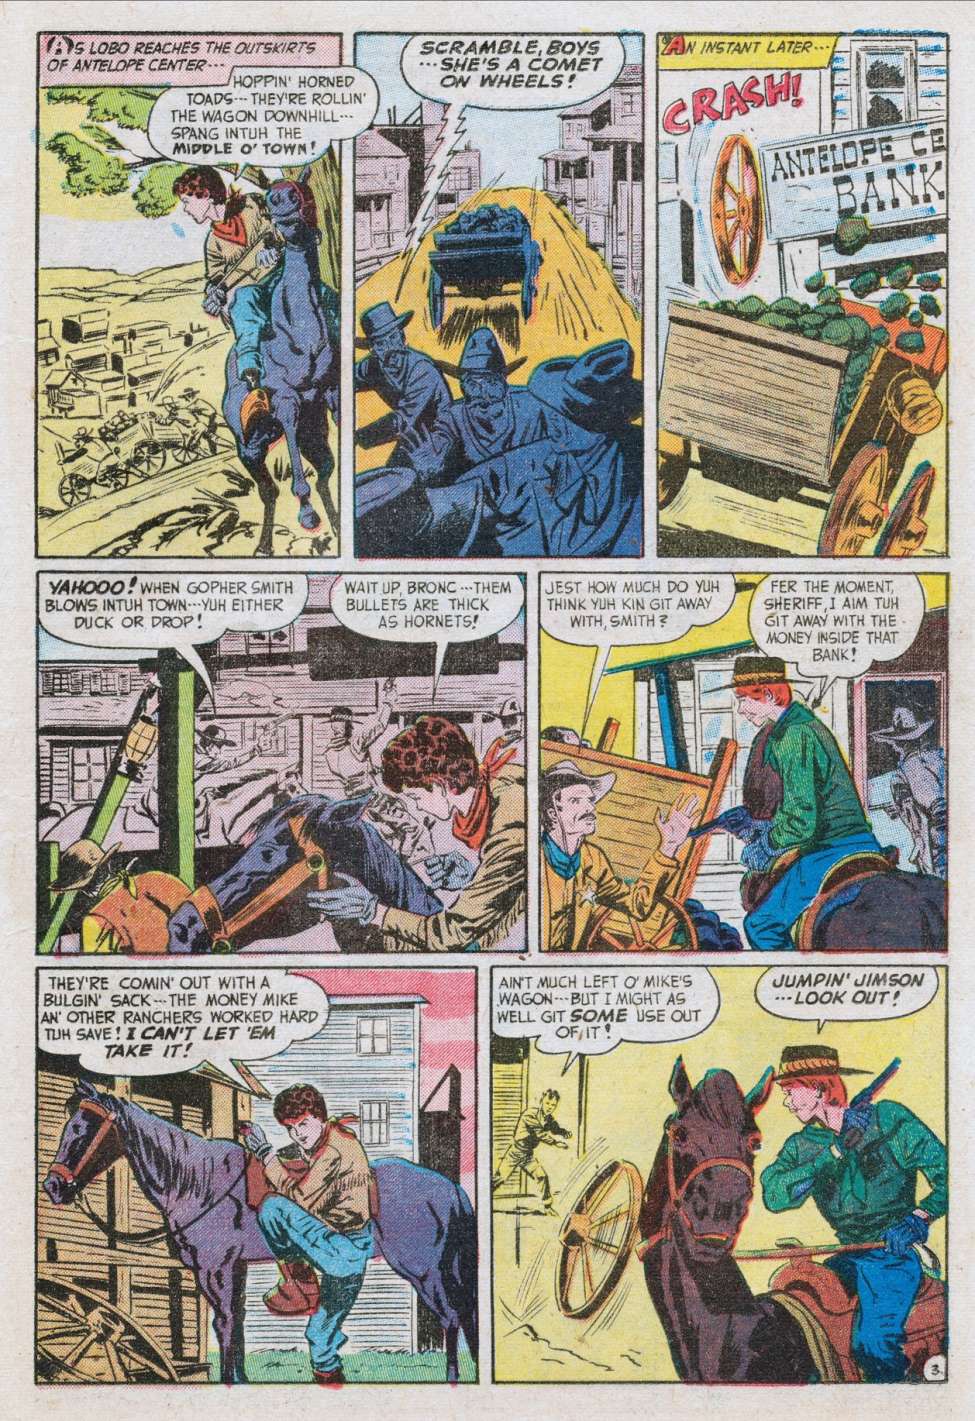 AS LOBO REACHES THE OUTSKIRTS
OF ANTELOPE CENTER---
HOPPIN' HORNED
TOADS---THEY'RE ROLLIN'
THE WAGON DOWNHILL---
SPANG INTUH THE
MIDDLE O' TOWN!
SCRAMBLE, BOYS
---SHE'S A COMET
ON WHEELS!
AN INSTANT LATER---
CRASH!
ANTELOPE CE
BANK
YAHOOO! WHEN GOPHER SMITH
BLOWS INTUH TOWN---YUH EITHER
DUCK OR DROP!
WAIT UP, BRONC---THEM
BULLETS ARE THICK
AS HORNETS!
JEST HOW MUCH DO YUH
THINK YUH KIN GIT AWAY
WITH, SMITH?
FER THE MOMENT,
SHERIFF, I AIM TUH
GIT AWAY WITH THE
MONEY INSIDE THAT
BANK!
THEY'RE COMIN' OUT WITH A
BULGIN' SACK---THE MONEY MIKE
AN' OTHER RANCHERS WORKED HARD
TUH SAVE! I CAN'T LET 'EM
TAKE IT!
AIN'T MUCH LEFT O' MIKE'S
WAGON---BUT I MIGHT AS
WELL GIT SOME USE OUT
OF IT!
JUMPIN' JIMSON
---LOOK OUT!
3